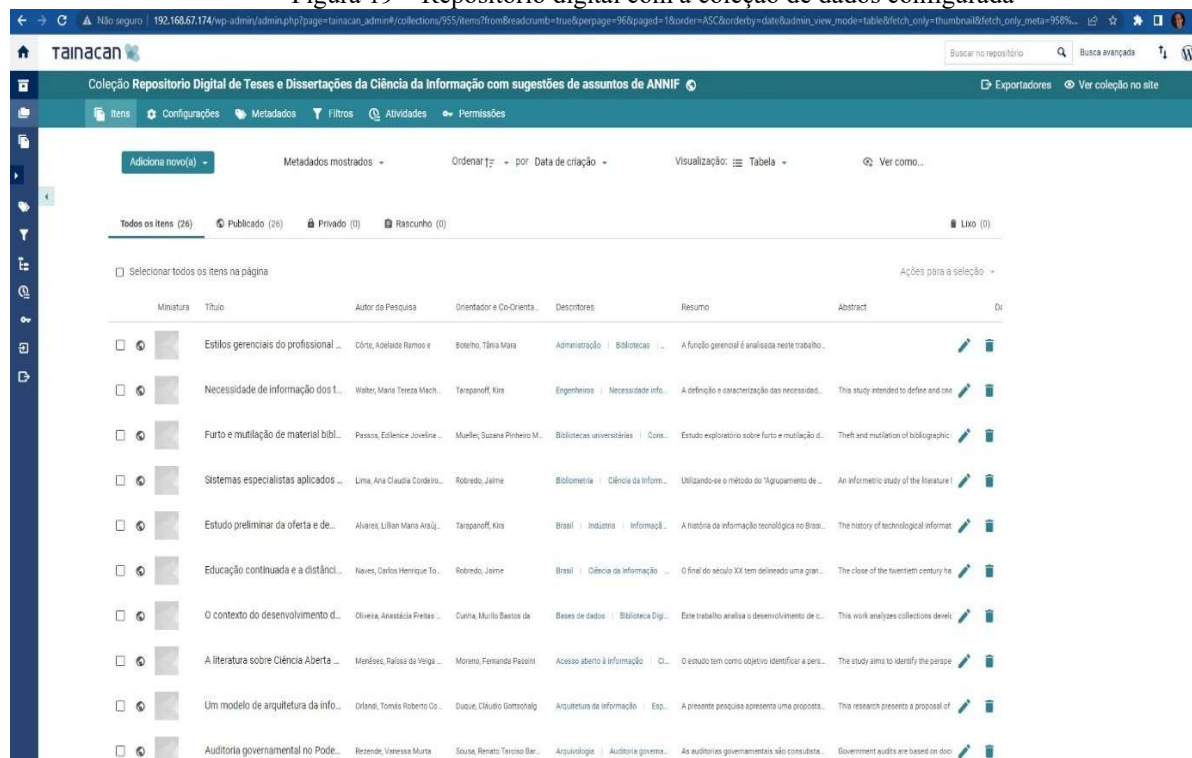 Figura 19 – Repositório digital com a coleção de dados configurada
Não seguro 192.168.67.174/wp-admin/admin.php?page=tainacan_admin#/collections/955/items?fromBreadcrumb=true&perpage=96&paged=1&order=ASC&orderby=date&admin_view_mode=table&fetch_only=thumbnail&fetch_only_meta=958%...
Tainacan Buscar no repositório Busca avançada
Coleção Repositorio Digital de Teses e Dissertações da Ciência da Informação com sugestões de assuntos de ANNIF Exportadores Ver coleção no site
Itens Configurações Metadados Filtros Atividades Permissões
Adiciona novo(a) Metadados mostrados Ordenar por Data de criação Visualização: Tabela Ver como...
Todos os itens (26) Publicado (26) Privado (0) Rascunho (0) Lixo (0)
Selecionar todos os itens na página Ações para a seleção
Miniatura Título Autor da Pesquisa Orientador e Co-Orienta... Descritores Resumo Abstract Da
Estilos gerenciais do profissional ... Côrte, Adelaide Ramos e Botelho, Tânia Mara Administração | Bibliotecas | ... A função gerencial é analisada neste trabalho...
Necessidade de informação dos t... Walter, Maria Tereza Mach... Tarapanoff, Kira Engenheiros | Necessidade info... A definição e caracterização das necessidad... This study intended to define and
Furto e mutilação de material bibl... Passos, Edilenice Jovelina ... Mueller, Suzana Pinheiro M... Bibliotecas universitárias | Cons... Estudo exploratório sobre furto e mutilação d... Theft and mutilation of bibliographic
Sistemas especialistas aplicados ... Lima, Ana Claudia Cordeiro... Robredo, Jaime Bibliometria | Ciência da Inform... Utilizando-se o método do "Agrupamento de ... An informetric study of the literature
Estudo preliminar da oferta e de... Alvares, Lillian Maria Araúj... Tarapanoff, Kira Brasil | Indústria | Informaçã... A história da informação tecnológica no Brasi... The history of technological informat
Educação continuada e a distânci... Naves, Carlos Henrique To... Robredo, Jaime Brasil | Ciência da Informação ... O final do século XX tem delineado uma gran... The close of the twentieth century ha
O contexto do desenvolvimento d... Oliveira, Anastácia Freitas ... Cunha, Murilo Bastos da Bases de dados | Biblioteca Digi... Este trabalho analisa o desenvolvimento de c... This work analyzes collections develo
A literatura sobre Ciência Aberta ... Menêses, Raíssa da Veiga ... Moreno, Fernanda Passini Acesso aberto à informação | Ci... O estudo tem como objetivo identificar a pers... The study aims to identify the perspe
Um modelo de arquitetura da info... Orlandi, Tomás Roberto Co... Duque, Cláudio Gottschalg Arquitetura da Informação | Esp... A presente pesquisa apresenta uma proposta... This research presents a proposal of
Auditoria governamental no Pode... Rezende, Vanessa Murta Sousa, Renato Tarciso Bar... Arquivologia | Auditoria governa... As auditorias governamentais são consubsta... Government audits are based on doc